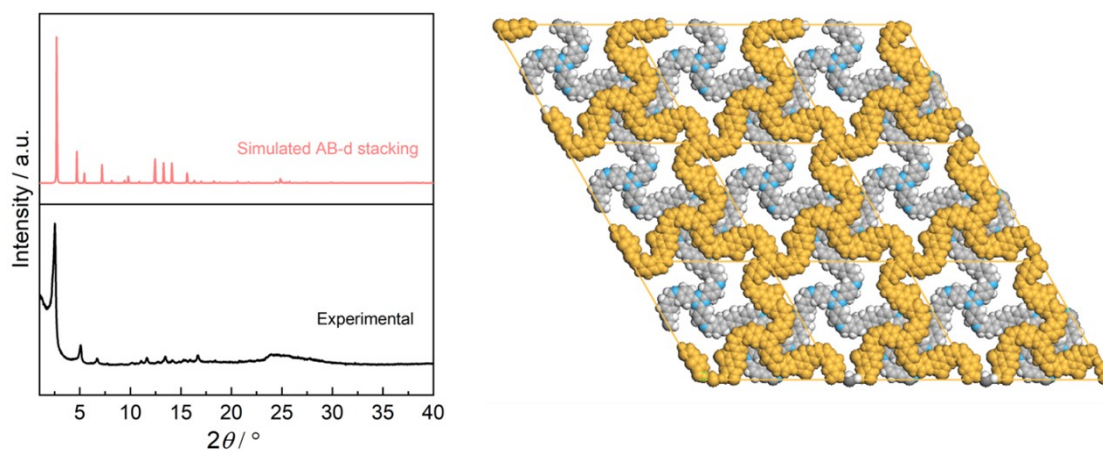 Intensity / a.u.
Simulated AB-d stacking
Experimental
5 10 15 20 25 30 35 40
2θ / °